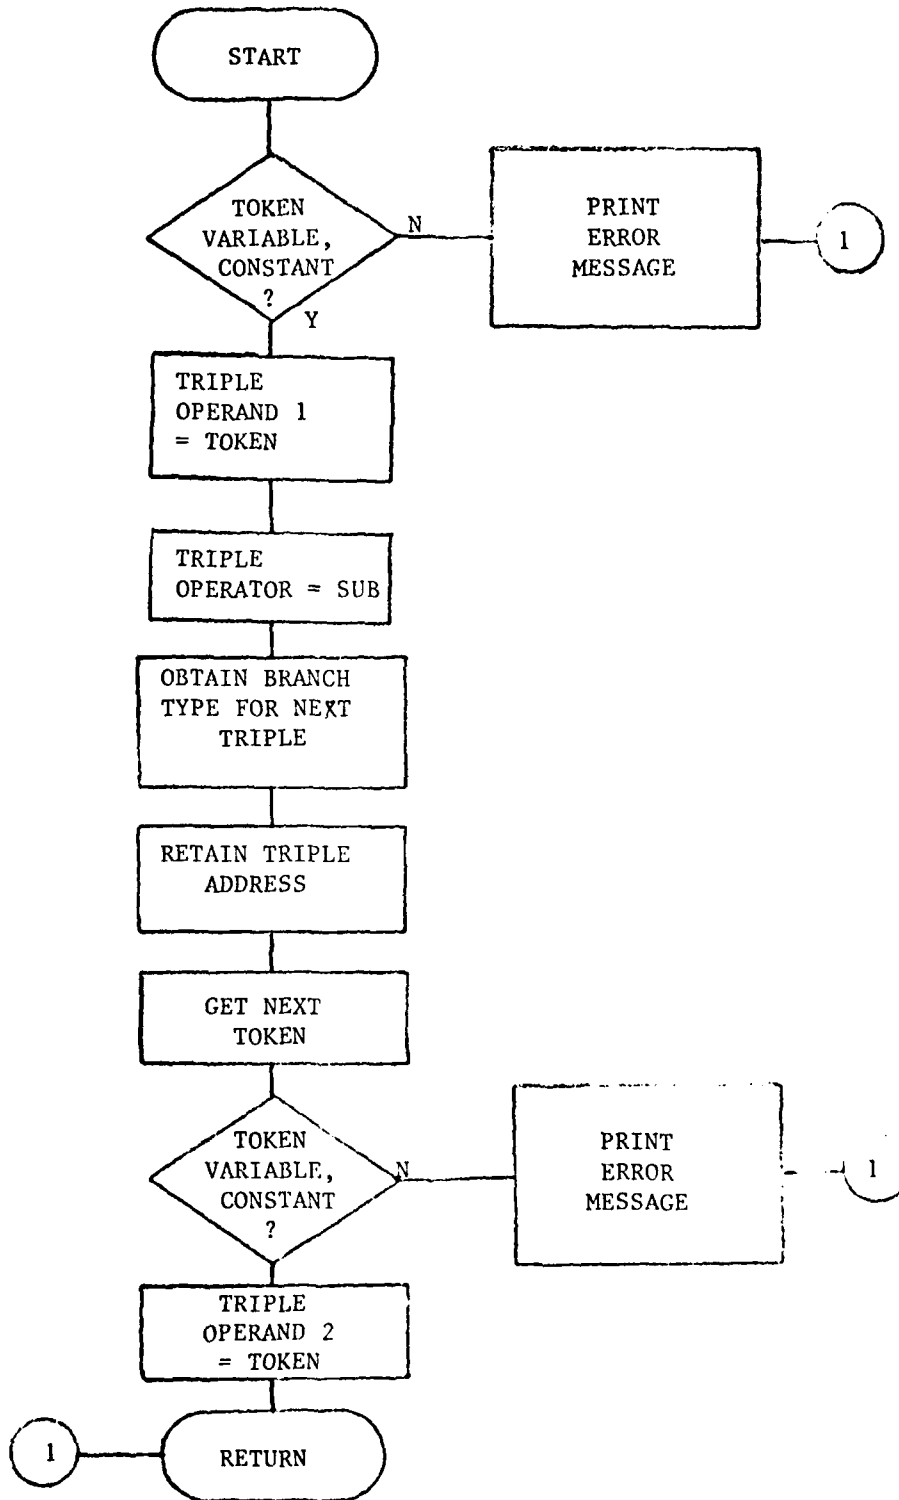 START
TOKEN
VARIABLE,
CONSTANT
?
N
Y
PRINT
ERROR
MESSAGE
1
TRIPLE
OPERAND 1
= TOKEN
TRIPLE
OPERATOR = SUB
OBTAIN BRANCH
TYPE FOR NEXT
TRIPLE
RETAIN TRIPLE
ADDRESS
GET NEXT
TOKEN
TOKEN
VARIABLE,
CONSTANT
?
N
PRINT
ERROR
MESSAGE
1
TRIPLE
OPERAND 2
= TOKEN
1
RETURN